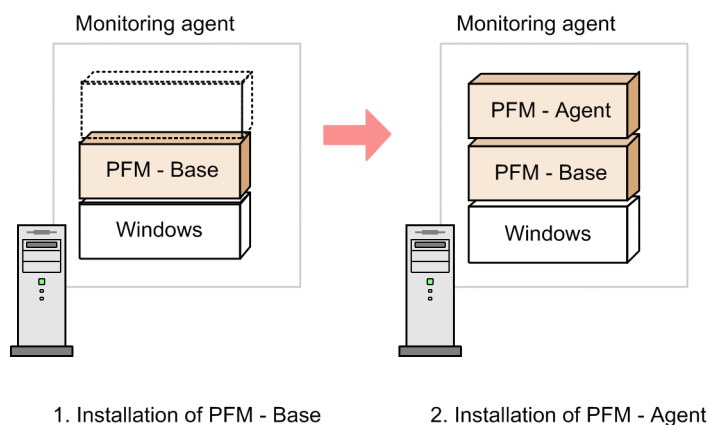 Monitoring agent
PFM - Base
Windows
1. Installation of PFM - Base
Monitoring agent
PFM - Agent
PFM - Base
Windows
2. Installation of PFM - Agent